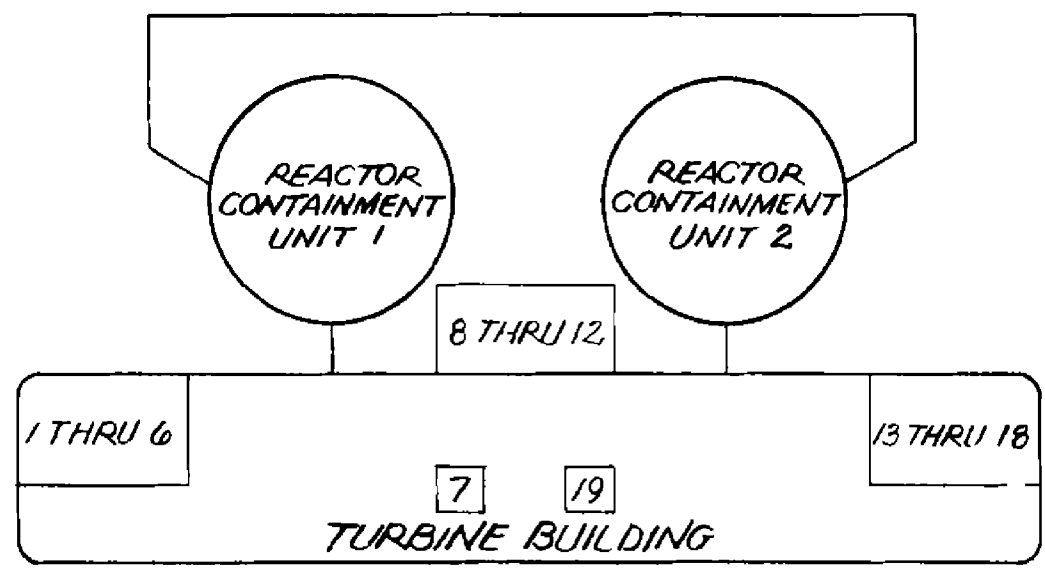 REACTOR
CONTAINMENT
UNIT 1
REACTOR
CONTAINMENT
UNIT 2
8 THRU 12
1 THRU 6
13 THRU 18
7
19
TURBINE BUILDING